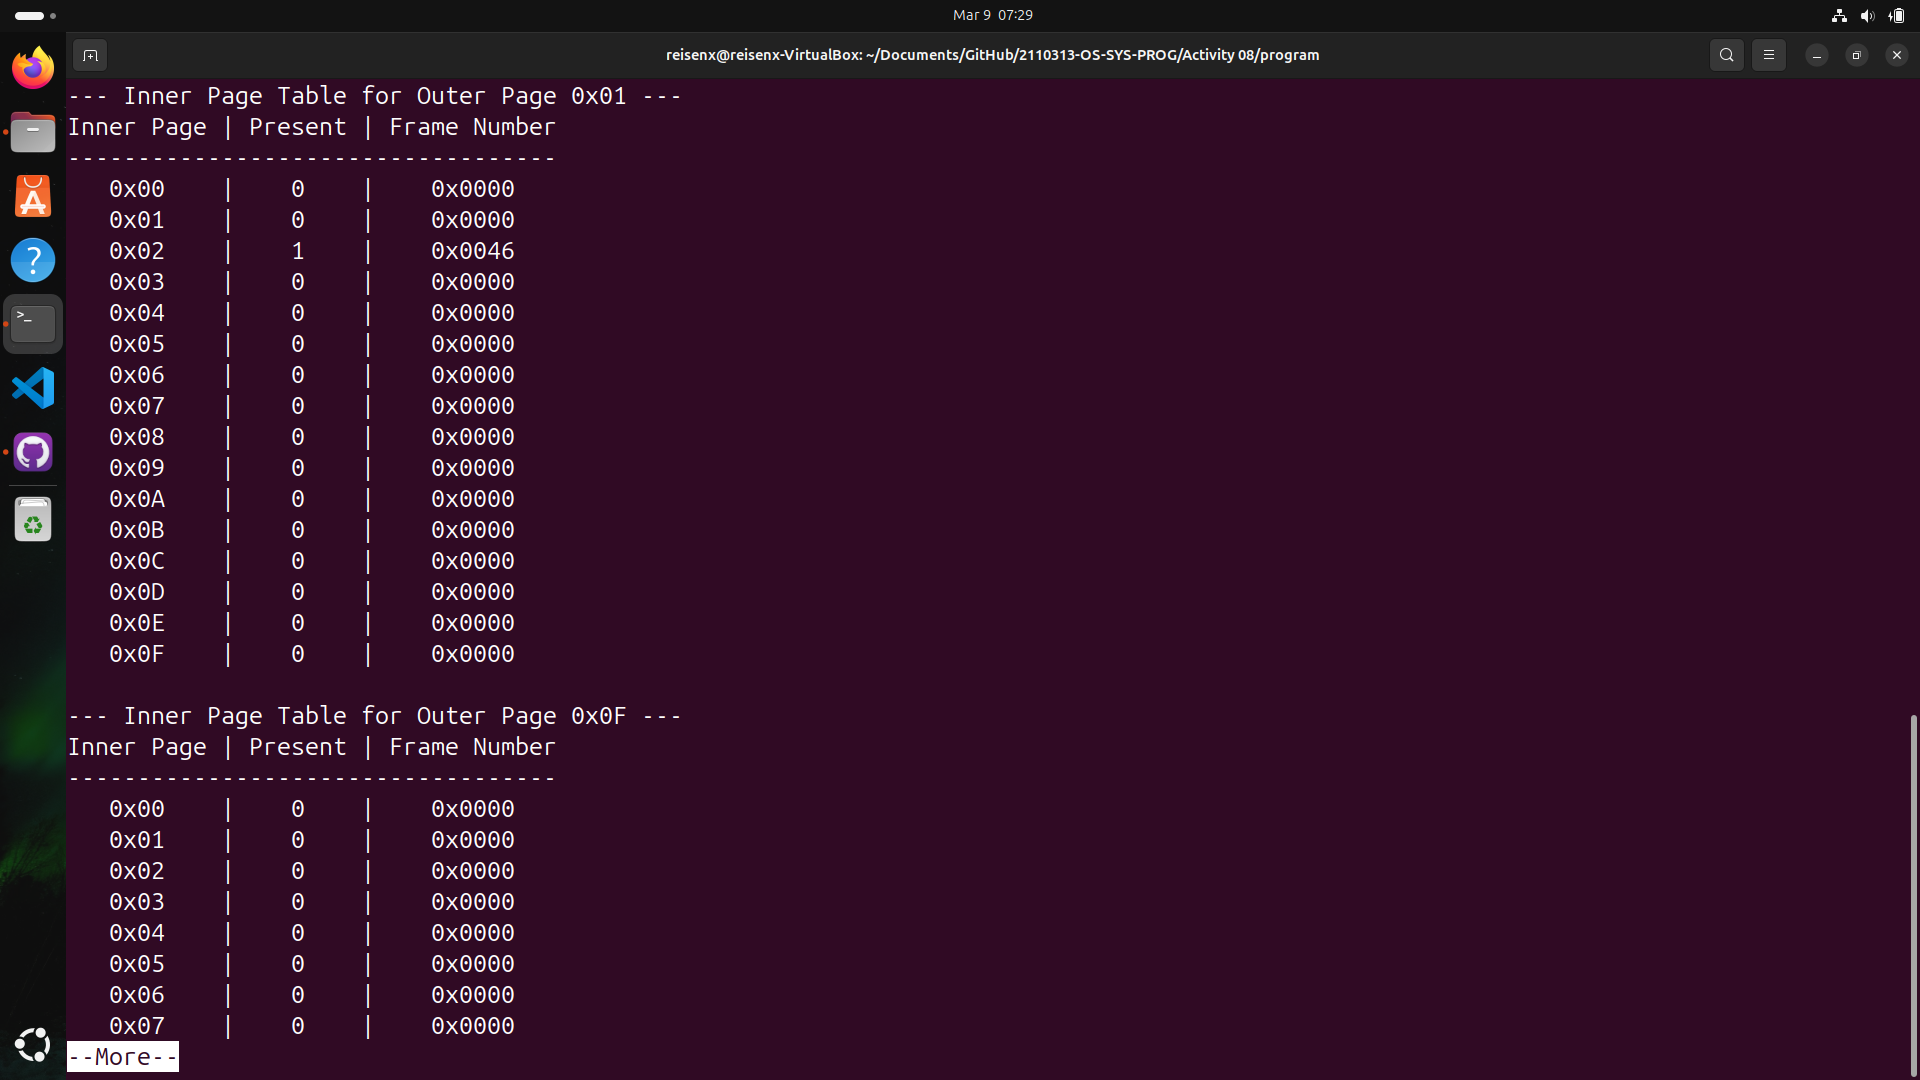 Mar 9 07:29
reisenx@reisenx-VirtualBox: ~/Documents/GitHub/2110313-OS-SYS-PROG/Activity 08/program
--- Inner Page Table for Outer Page 0x01 ---
Inner Page | Present | Frame Number
-----------------------------------
0x00 | 0 | 0x0000
0x01 | 0 | 0x0000
0x02 | 1 | 0x0046
0x03 | 0 | 0x0000
0x04 | 0 | 0x0000
0x05 | 0 | 0x0000
0x06 | 0 | 0x0000
0x07 | 0 | 0x0000
0x08 | 0 | 0x0000
0x09 | 0 | 0x0000
0x0A | 0 | 0x0000
0x0B | 0 | 0x0000
0x0C | 0 | 0x0000
0x0D | 0 | 0x0000
0x0E | 0 | 0x0000
0x0F | 0 | 0x0000
--- Inner Page Table for Outer Page 0x0F ---
Inner Page | Present | Frame Number
-----------------------------------
0x00 | 0 | 0x0000
0x01 | 0 | 0x0000
0x02 | 0 | 0x0000
0x03 | 0 | 0x0000
0x04 | 0 | 0x0000
0x05 | 0 | 0x0000
0x06 | 0 | 0x0000
0x07 | 0 | 0x0000
--More--